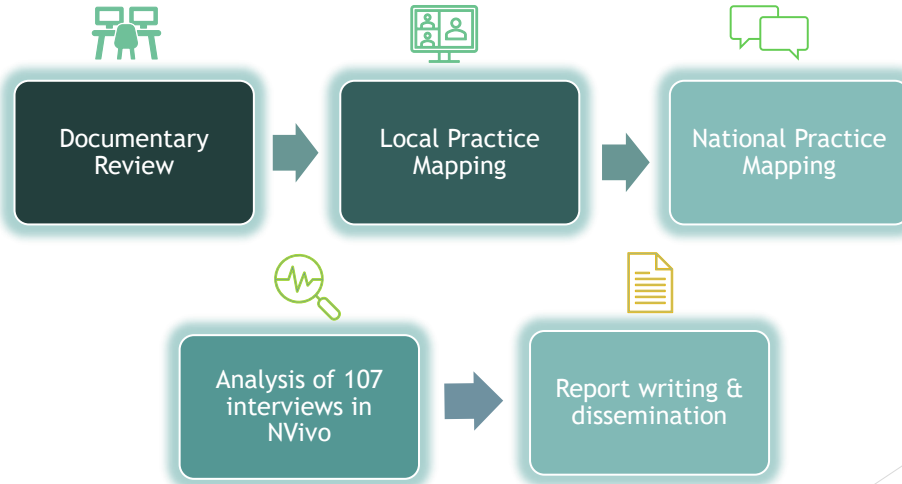 Documentary
Review
Local Practice
Mapping
National Practice
Mapping
Analysis of 107
interviews in
NVivo
Report writing &
dissemination